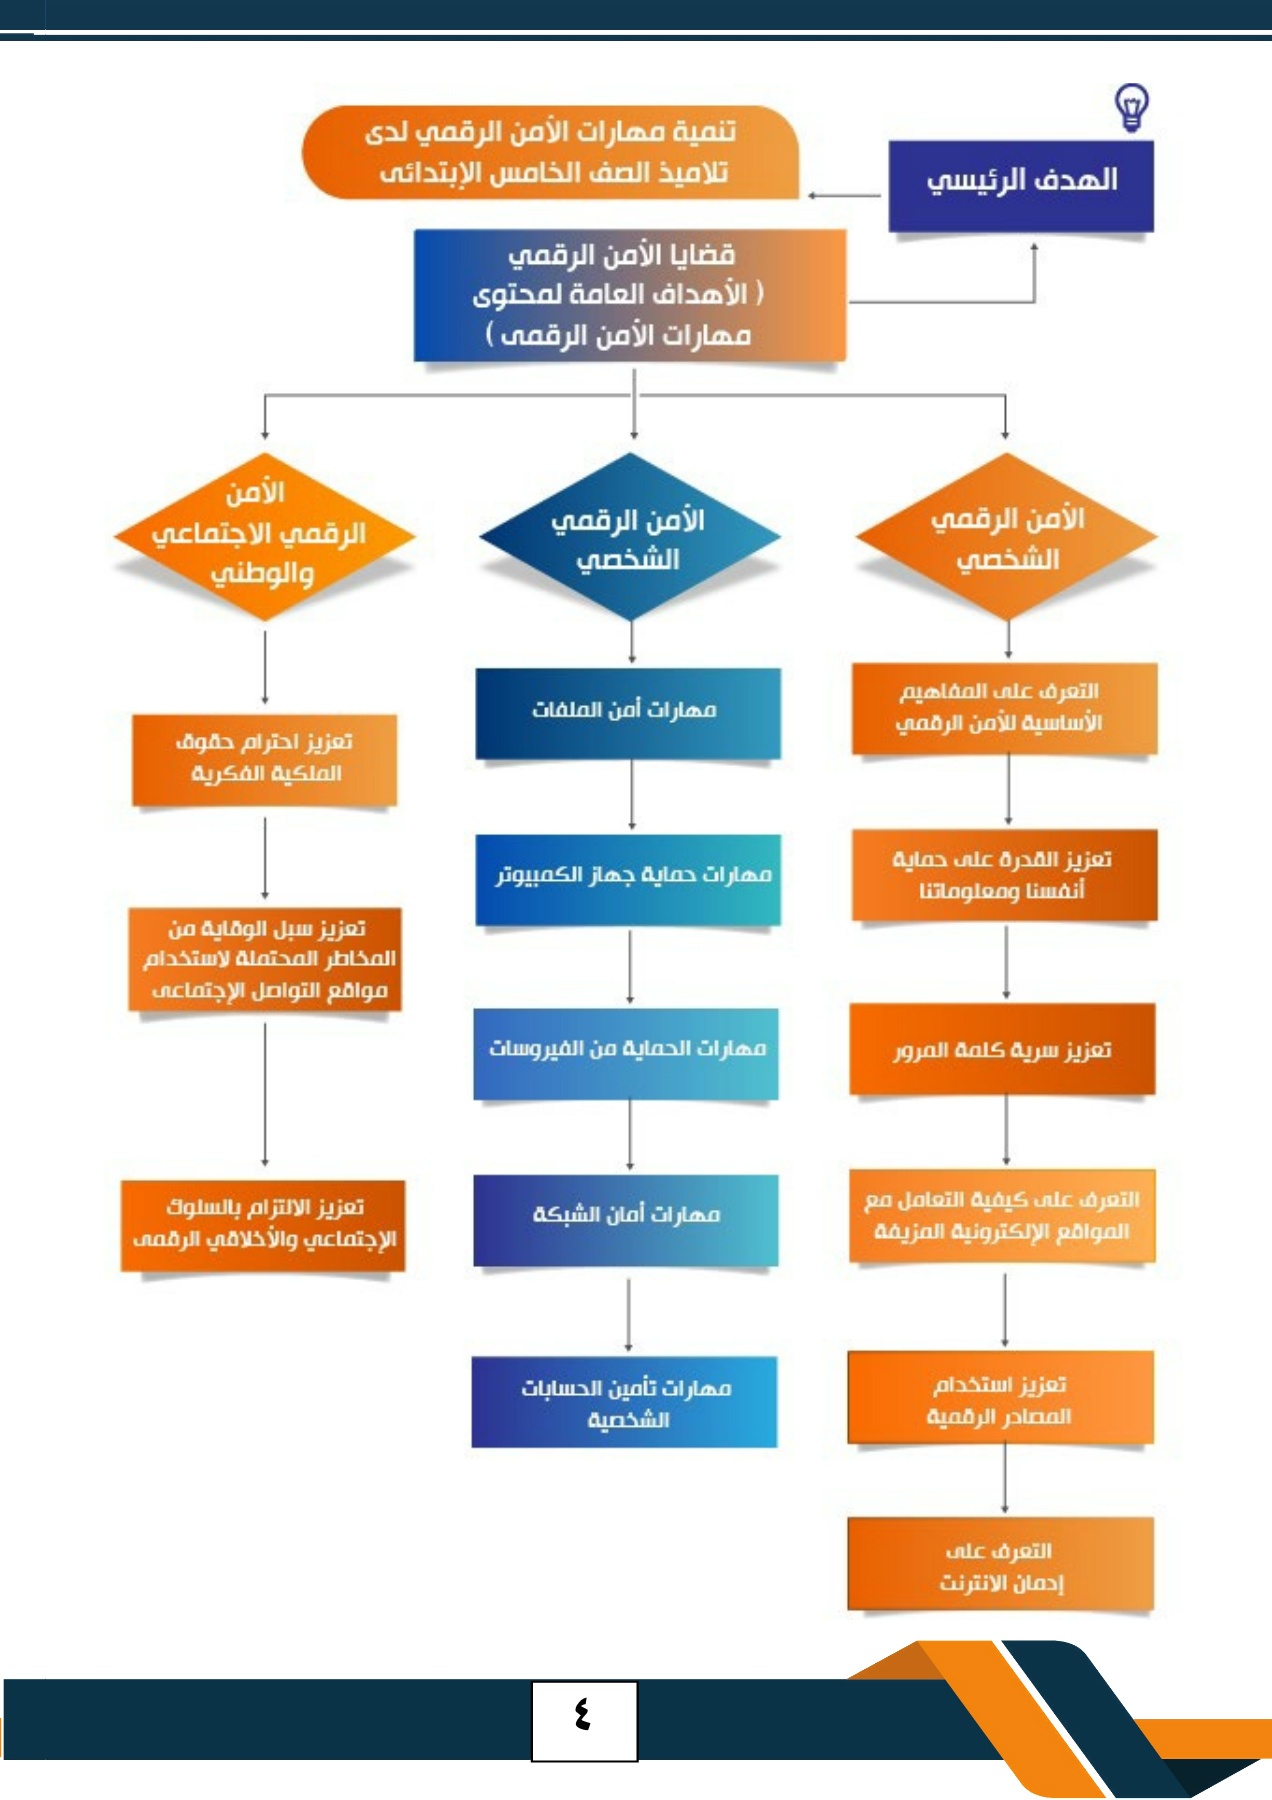 الهدف الرئيسي
تنمية مهارات الأمن الرقمي لدى
تلاميذ الصف الخامس الإبتدائى
قضايا الأمن الرقمي
( الأهداف العامة لمحتوى
مهارات الأمن الرقمى )
الأمن الرقمي
الشخصي
التعرف على المفاهيم
الأساسية للأمن الرقمي
تعزيز القدرة على حماية
أنفسنا ومعلوماتنا
تعزيز سرية كلمة المرور
التعرف على كيفية التعامل مع
المواقع الإلكترونية المزيفة
تعزيز استخدام
المصادر الرقمية
التعرف على
إدمان الانترنت
الأمن الرقمي
الشخصي
مهارات أمن الملفات
مهارات حماية جهاز الكمبيوتر
مهارات الحماية من الفيروسات
مهارات أمان الشبكة
مهارات تأمين الحسابات
الشخصية
الأمن
الرقمي الاجتماعي
والوطني
تعزيز احترام حقوق
الملكية الفكرية
تعزيز سبل الوقاية من
المخاطر المحتملة لاستخدام
مواقع التواصل الإجتماعى
تعزيز الالتزام بالسلوك
الإجتماعي والأخلاقي الرقمى
٤